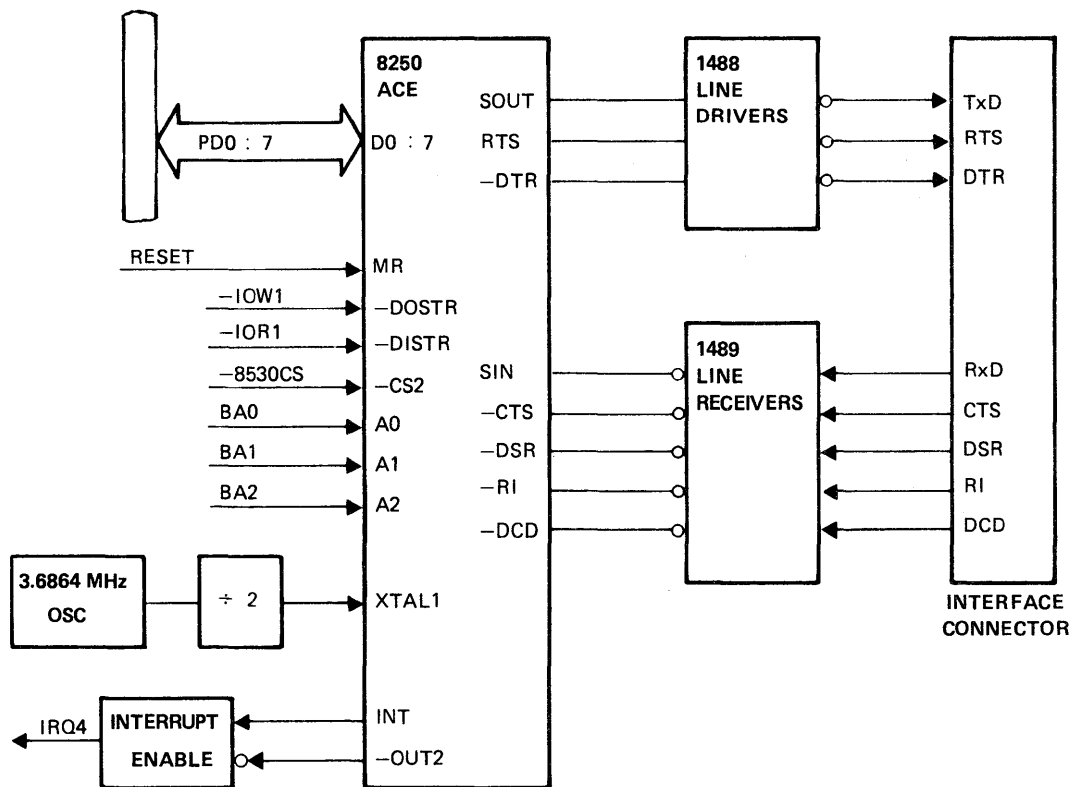 8250
ACE
SOUT
RTS
—DTR
PD0 : 7
D0 : 7
1488
LINE
DRIVERS
TxD
RTS
DTR
RESET
MR
—IOW1
—DOSTR
—IOR1
—DISTR
—8530CS
—CS2
BA0
A0
BA1
A1
BA2
A2
SIN
—CTS
—DSR
—RI
—DCD
1489
LINE
RECEIVERS
RxD
CTS
DSR
RI
DCD
INTERFACE
CONNECTOR
3.6864 MHz
OSC
÷ 2
XTAL1
IRQ4
INTERRUPT
ENABLE
INT
—OUT2